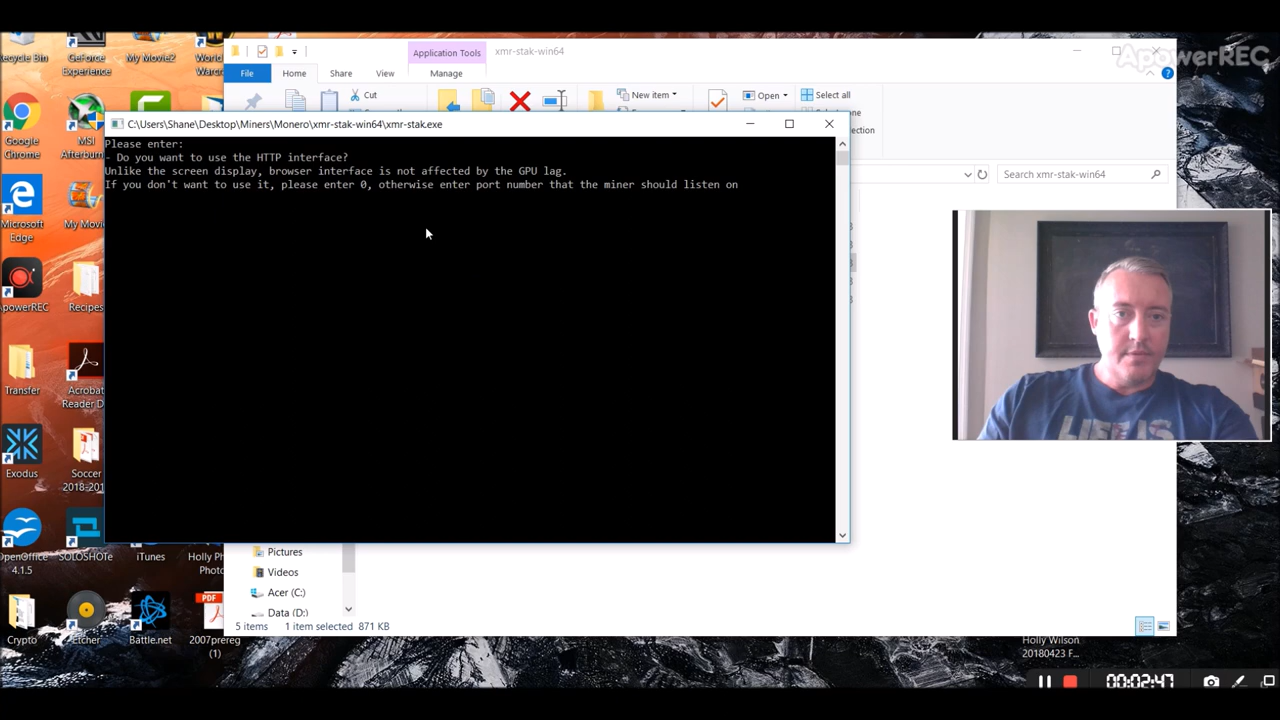 Recycle Bin
GeForce
Experience
My Movie2
World
Warcr
Application Tools
xmr-stak-win64
ApowerREC
File
Home
Share
View
Manage
Cut
New item
Open
Select all
Google
Chrome
MSI
Afterburn
C:\Users\Shane\Desktop\Miners\Monero\xmr-stak-win64\xmr-stak.exe
Please enter:
- Do you want to use the HTTP interface?
Unlike the screen display, browser interface is not affected by the GPU lag.
If you don't want to use it, please enter 0, otherwise enter port number that the miner should listen on
Search xmr-stak-win64
Microsoft
Edge
My Movi
ApowerREC
Recipes
Transfer
Acrobat
Reader D
Exodus
Soccer
2018-201
OpenOffice
4.1.5
SOLOSHOTe
iTunes
Holly Ph
Photo
Pictures
Videos
Acer (C:)
Data (D:)
5 items
1 item selected 871 KB
Crypto
Etcher
Battle.net
PDF
2007prereg
(1)
Holly Wilson
20180423 F...
00:02:47